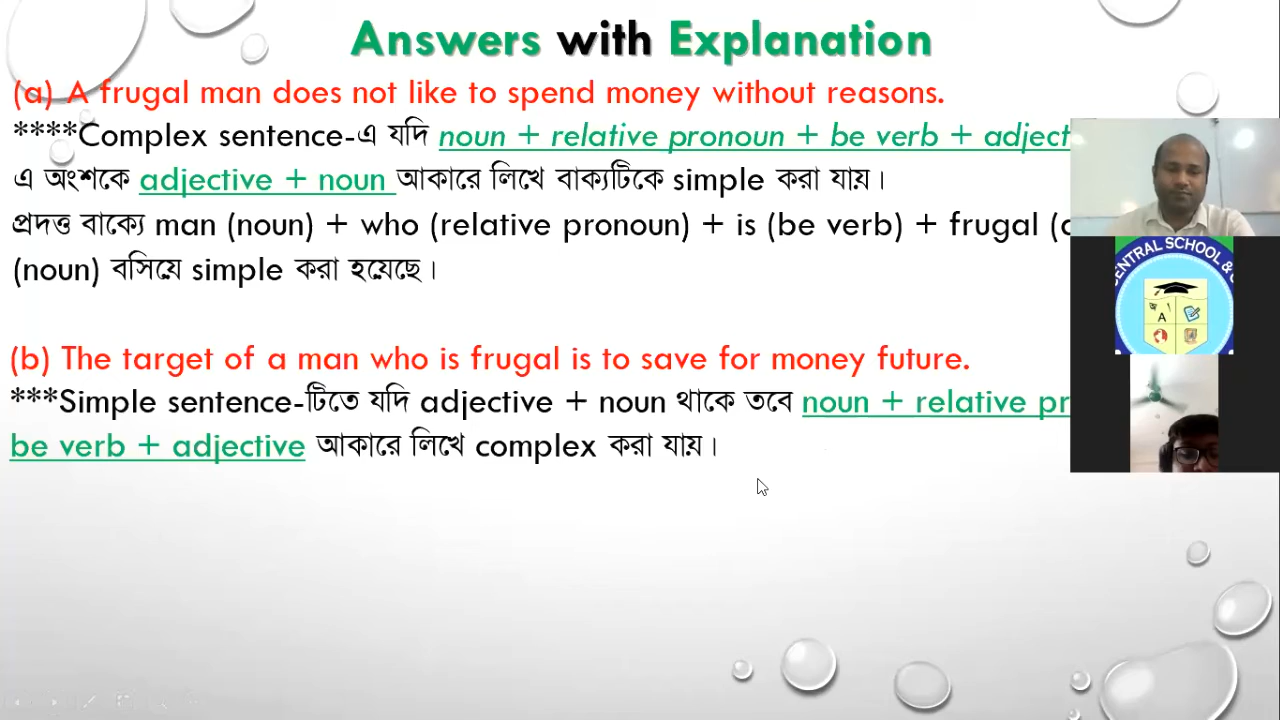 Answers with Explanation
(a) A frugal man does not like to spend money without reasons.
****Complex sentence-এ যদি noun + relative pronoun + be verb + adject
এ অংশকে adjective + noun আকারে লিখে বাক্যটিকে simple করা যায়।
প্রদত্ত বাক্যে man (noun) + who (relative pronoun) + is (be verb) + frugal
(noun) বসিয়ে simple করা হয়েছে।
(b) The target of a man who is frugal is to save for money future.
***Simple sentence-টিতে যদি adjective + noun থাকে তবে noun + relative pr
be verb + adjective আকারে লিখে complex করা যায়।
ENTRAL SCHOOL &
A